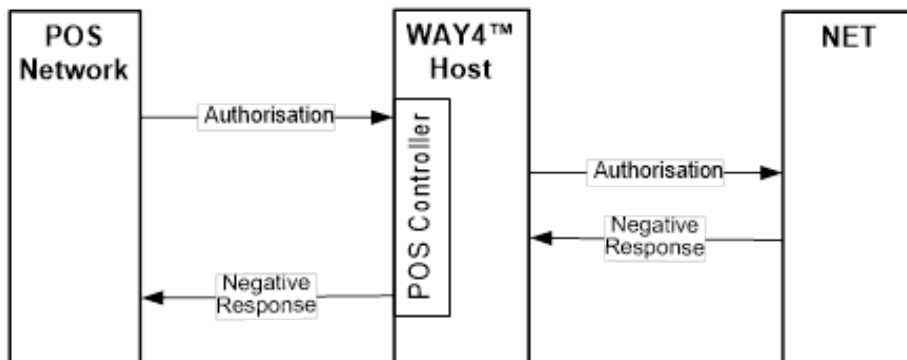 POS
Network
WAY4™
Host
NET
Authorisation
POS Controller
Authorisation
Negative
Response
Negative
Response